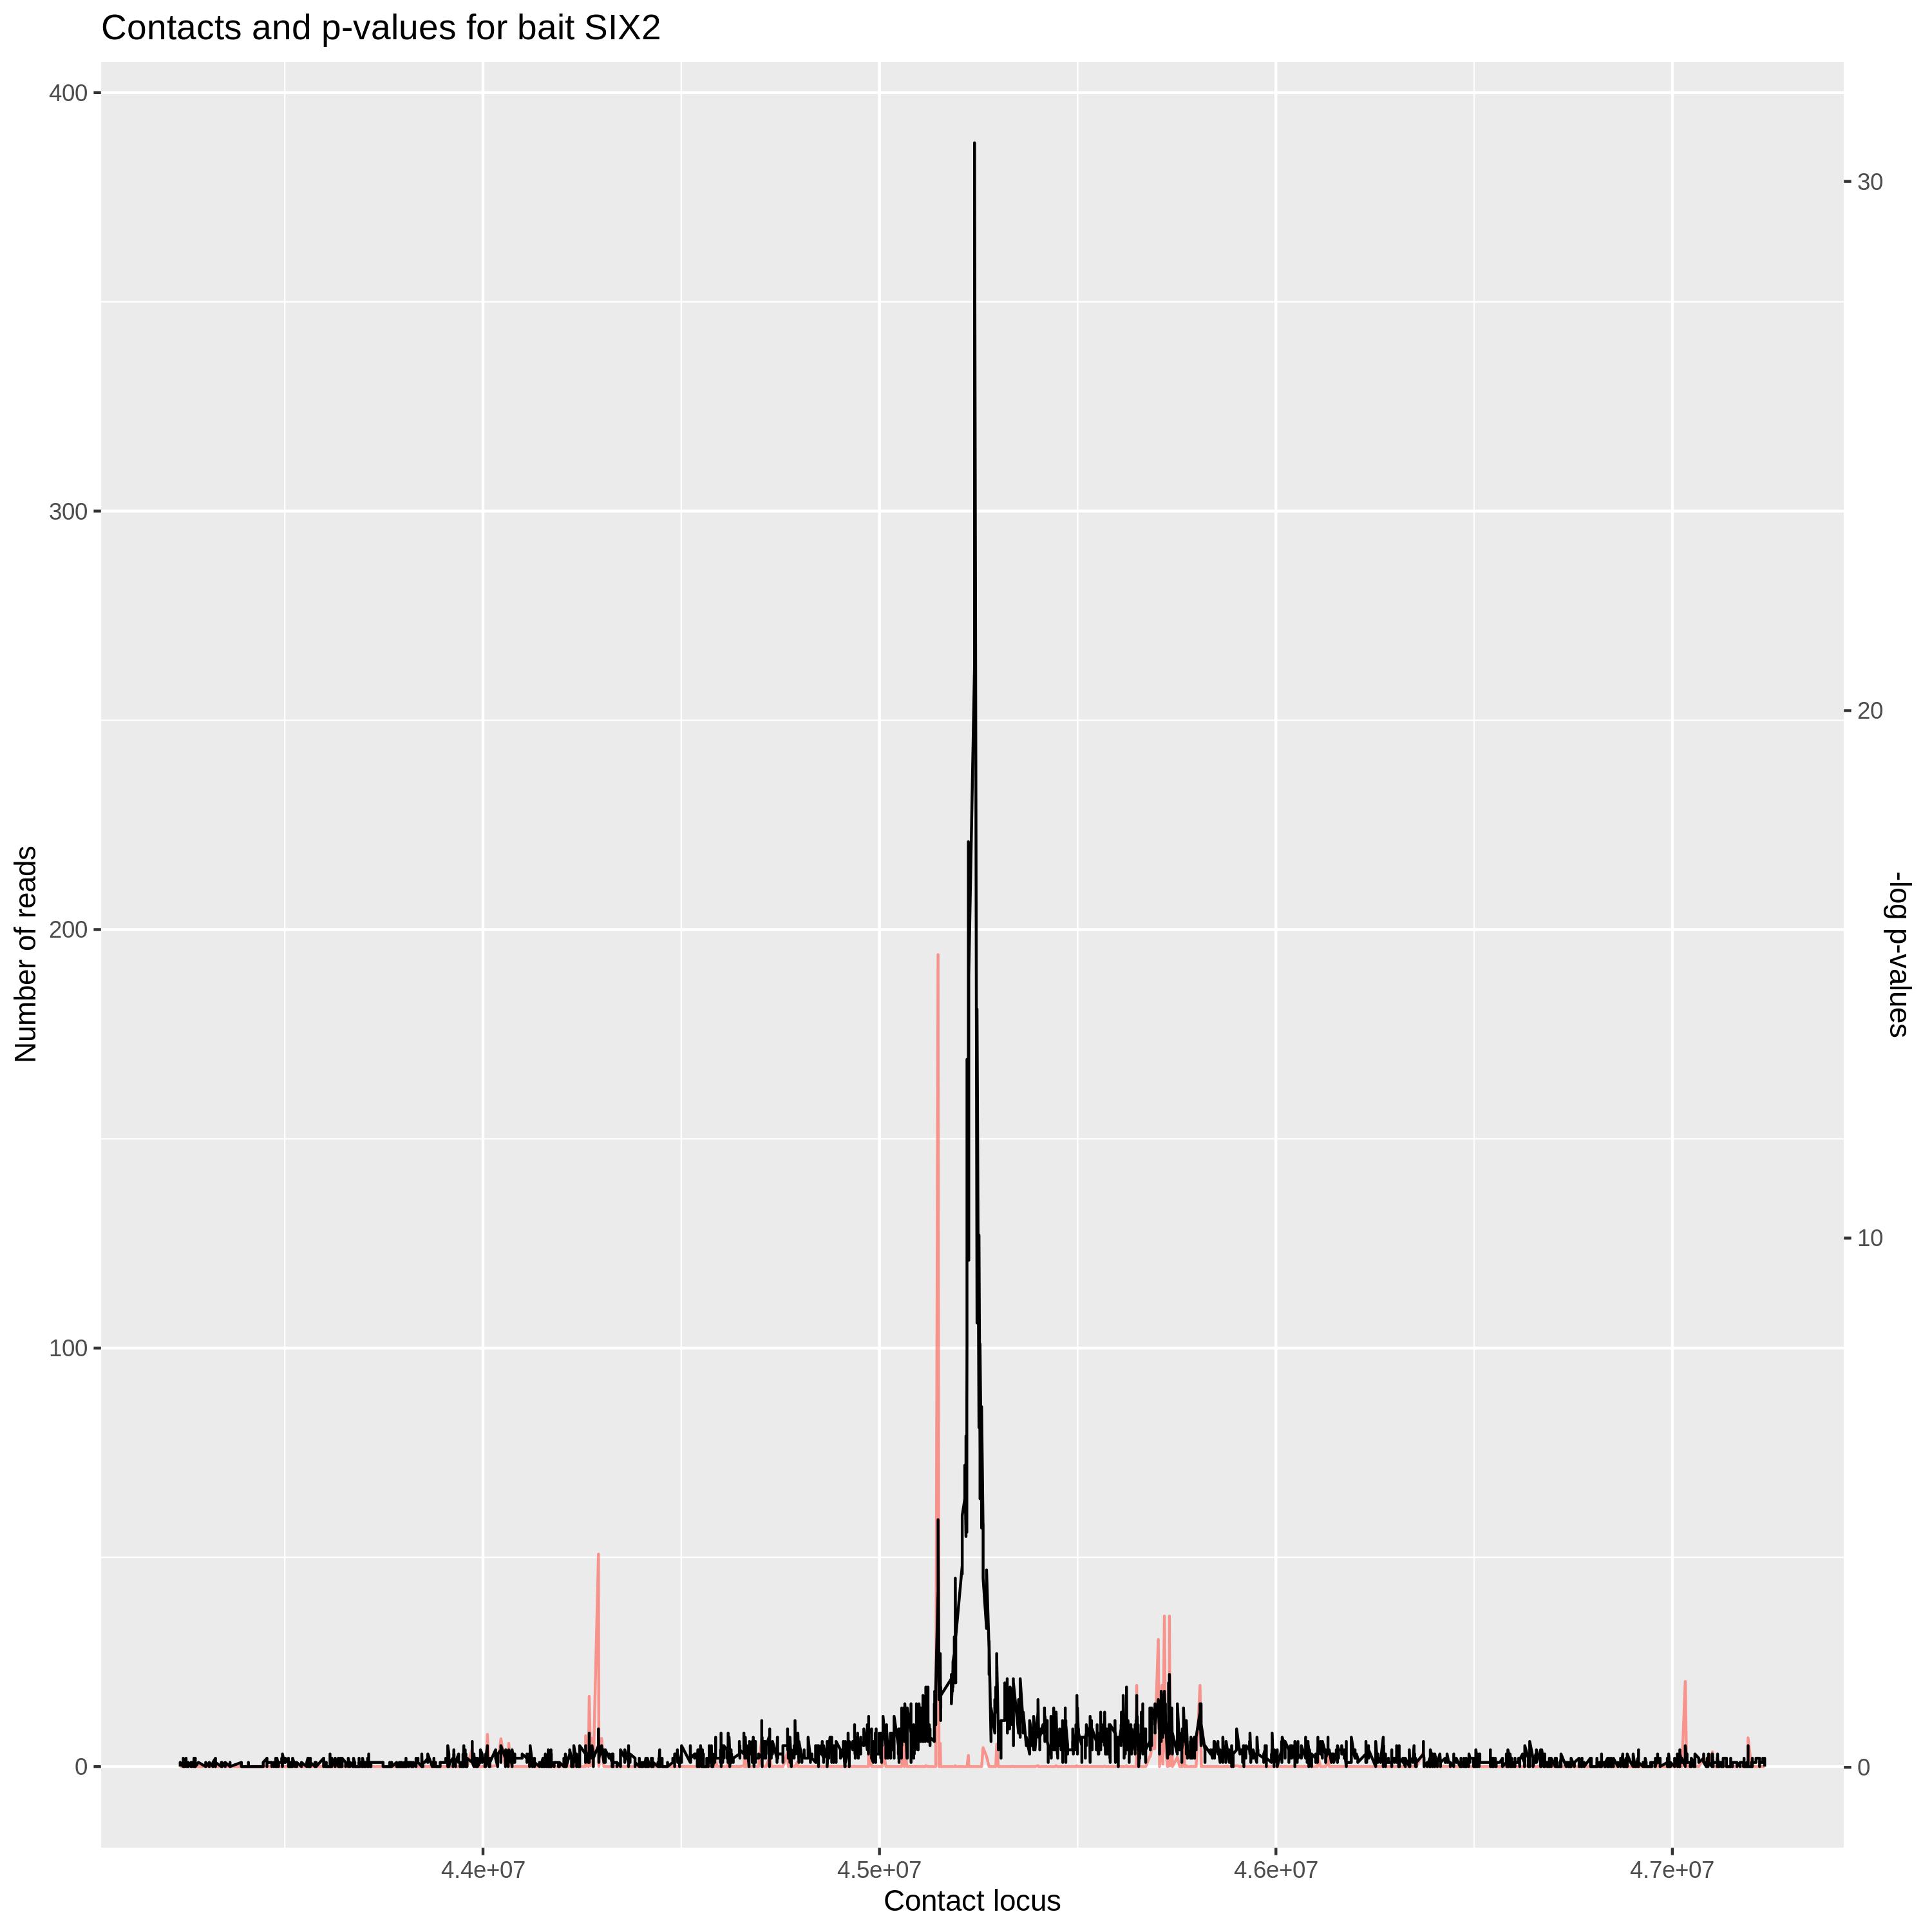 Contacts and p-values for bait SIX2
400
300
200
100
0
Number of reads
30
20
10
0
-log p-values
4.4e+07
4.5e+07
4.6e+07
4.7e+07
Contact locus